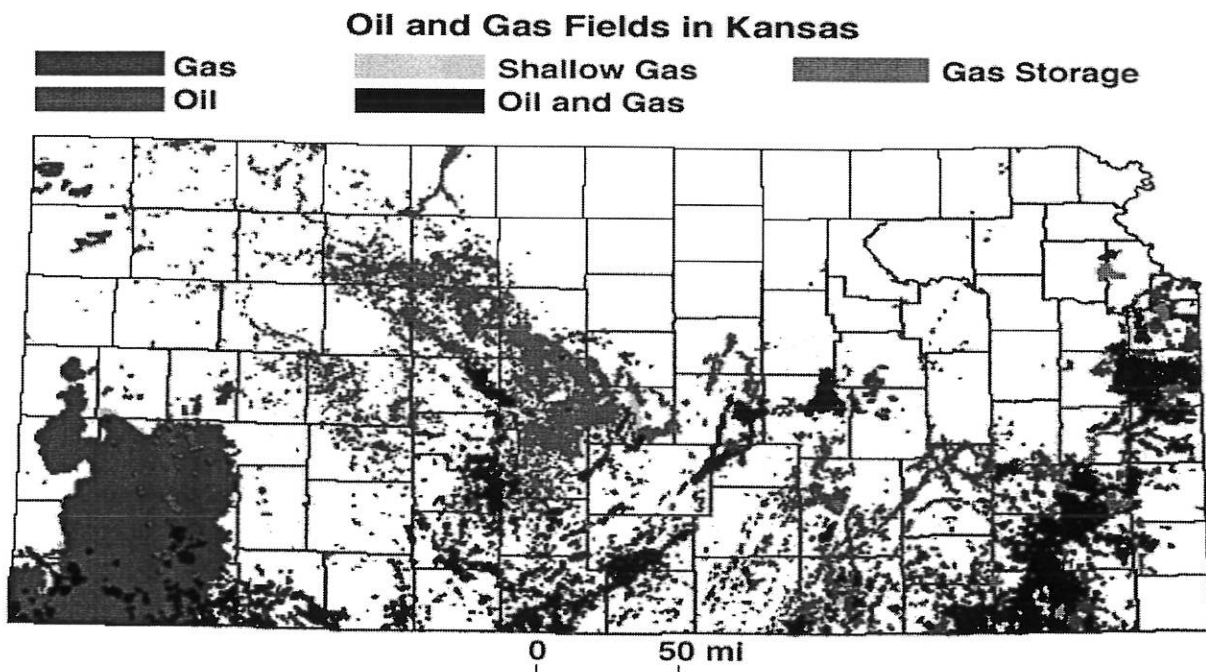 Oil and Gas Fields in Kansas
Gas
Shallow Gas
Gas Storage
Oil
Oil and Gas
0 50 mi